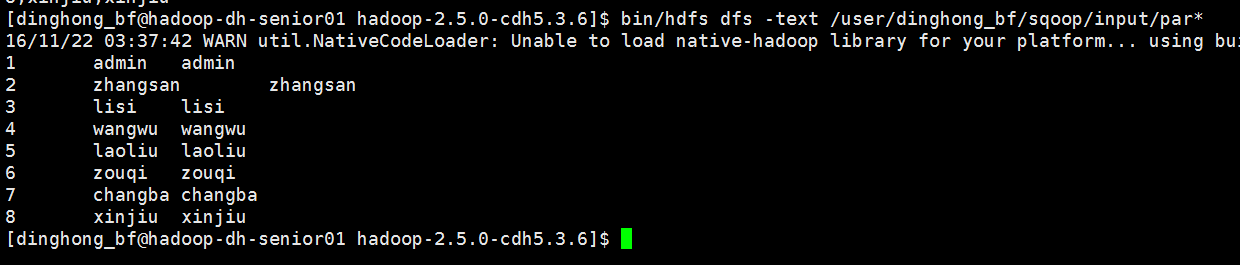 [dinghong_bf@hadoop-dh-senior01 hadoop-2.5.0-cdh5.3.6]$ bin/hdfs dfs -text /user/dinghong_bf/sqoop/input/par*
16/11/22 03:37:42 WARN util.NativeCodeLoader: Unable to load native-hadoop library for your platform... using bui
1	admin	admin
2	zhangsan	zhangsan
3	lisi	lisi
4	wangwu	wangwu
5	laoliu	laoliu
6	zouqi	zouqi
7	changba	changba
8	xinjiu	xinjiu
[dinghong_bf@hadoop-dh-senior01 hadoop-2.5.0-cdh5.3.6]$